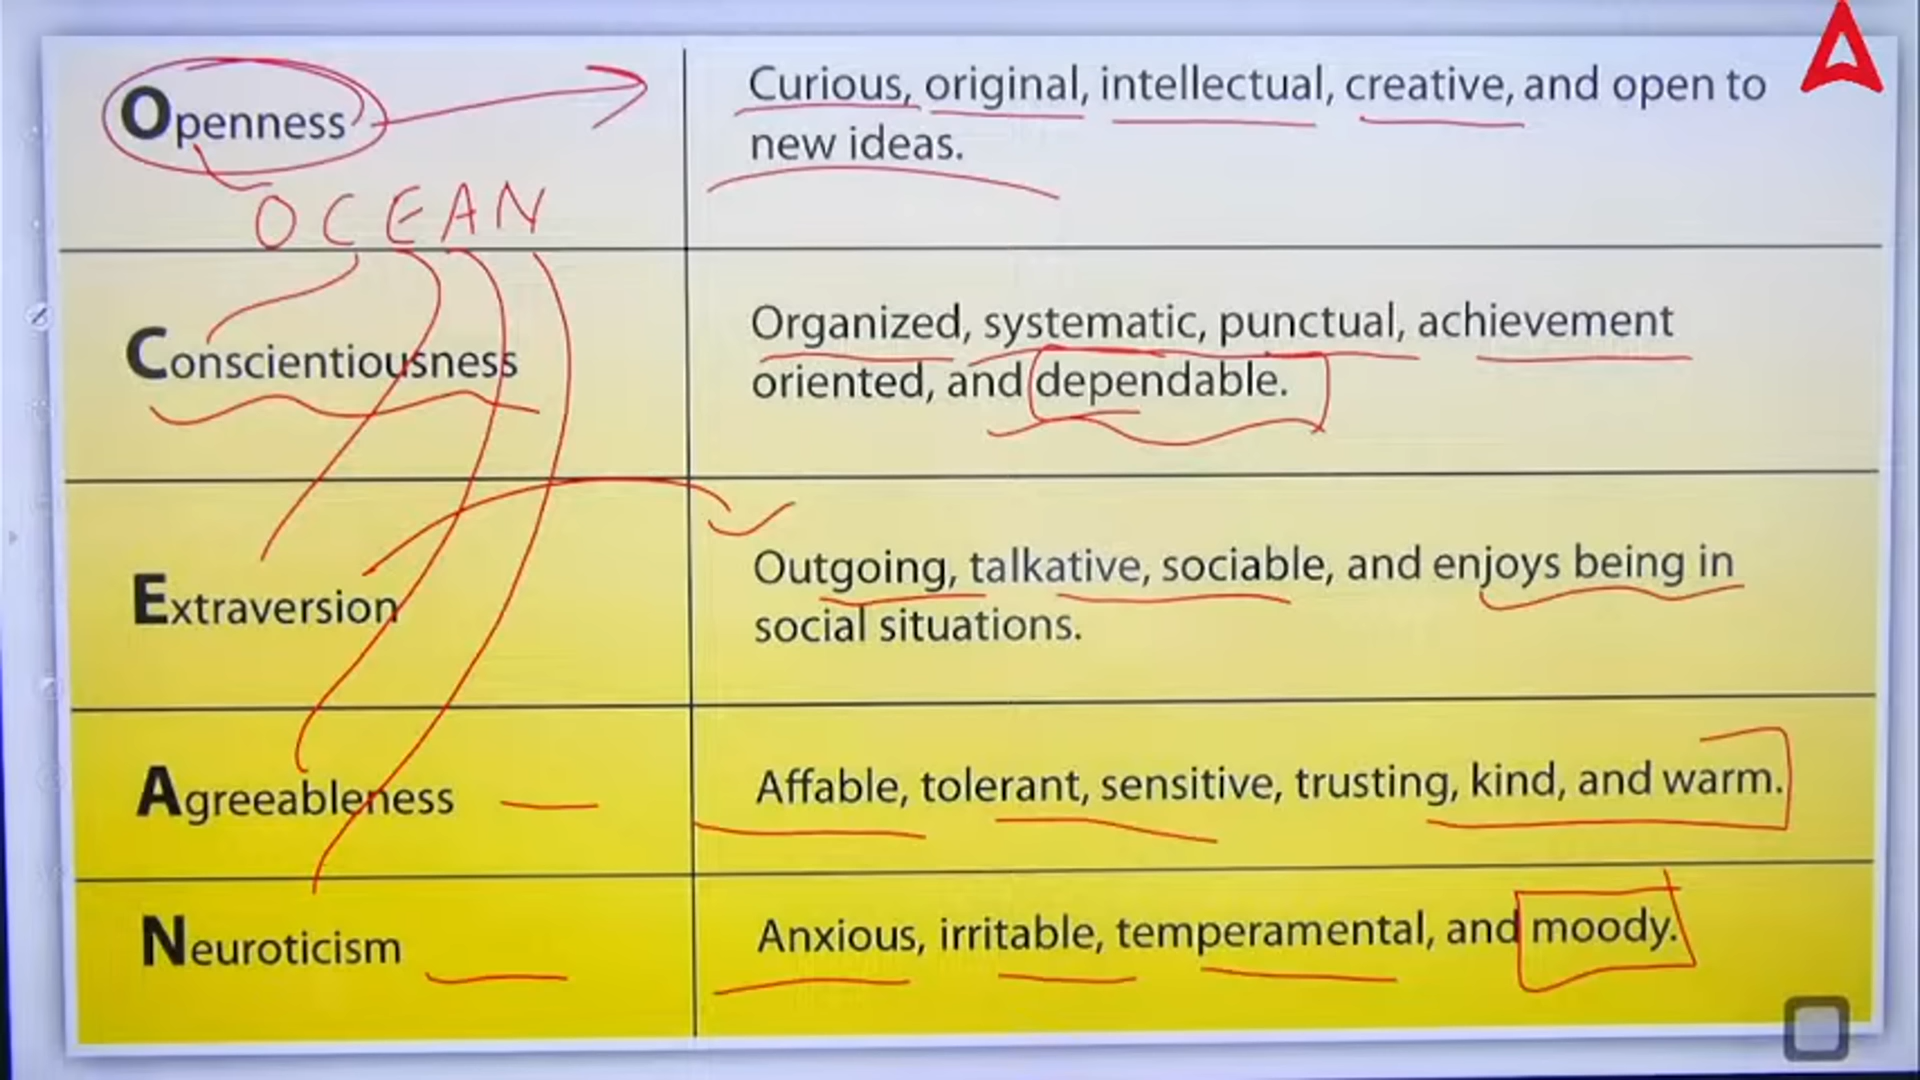 Openness
Curious, original, intellectual, creative, and open to
new ideas.
OCEAN
Conscientiousness
Organized, systematic, punctual, achievement
oriented, and dependable.
Extraversion
Outgoing, talkative, sociable, and enjoys being in
social situations.
Agreeableness
Affable, tolerant, sensitive, trusting, kind, and warm.
Neuroticism
Anxious, irritable, temperamental, and moody.